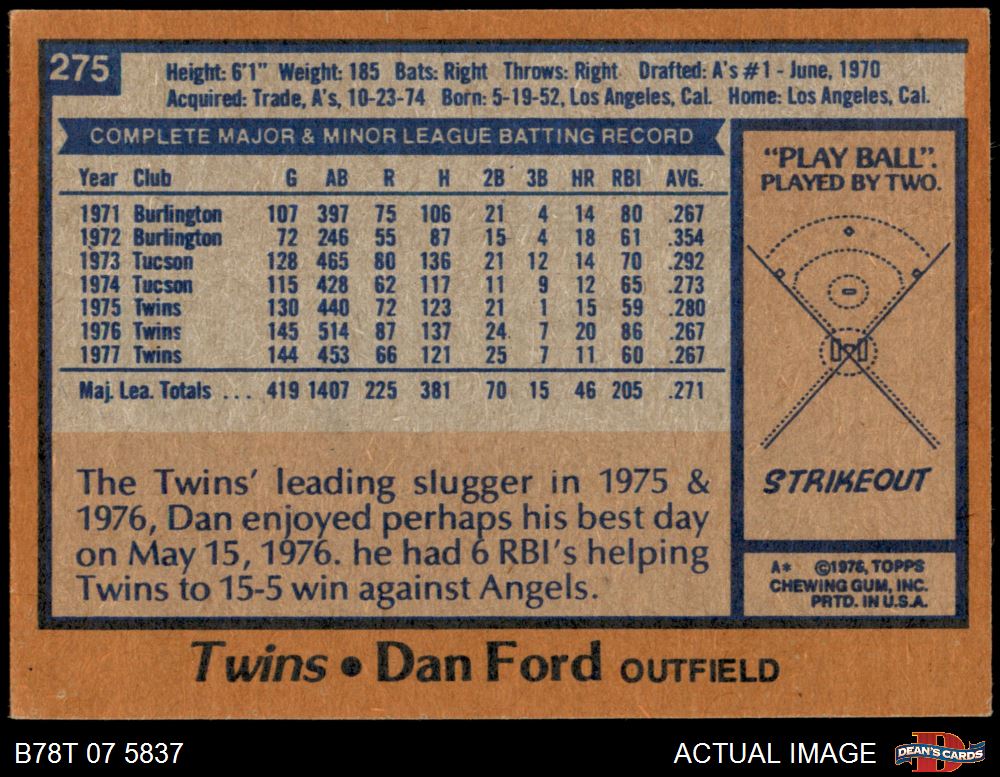 275
Height: 6'1" Weight: 185 Bats: Right Throws: Right Drafted: A's #1 - June, 1970
Acquired: Trade, A's, 10-23-74 Born: 5-19-52, Los Angeles, Cal. Home: Los Angeles, Cal.
COMPLETE MAJOR & MINOR LEAGUE BATTING RECORD
Year Club G AB R H 2B 3B HR RBI AVG.
1971 Burlington 107 397 75 106 21 4 14 80 .267
1972 Burlington 72 246 55 87 15 4 18 61 .354
1973 Tucson 128 465 80 136 21 12 14 70 .292
1974 Tucson 115 428 62 117 11 9 12 65 .273
1975 Twins 130 440 72 123 21 1 15 59 .280
1976 Twins 145 514 87 137 24 7 20 86 .267
1977 Twins 144 453 66 121 25 7 11 60 .267
Maj. Lea. Totals ... 419 1407 225 381 70 15 46 205 .271
The Twins' leading slugger in 1975 &
1976, Dan enjoyed perhaps his best day
on May 15, 1976. he had 6 RBI's helping
Twins to 15-5 win against Angels.
"PLAY BALL".
PLAYED BY TWO.
STRIKEOUT
A* ©1978, TOPPS
CHEWING GUM, INC.
PRTD. IN U.S.A.
Twins • Dan Ford OUTFIELD
B78T 07 5837
ACTUAL IMAGE
D
DEAN'S CARDS